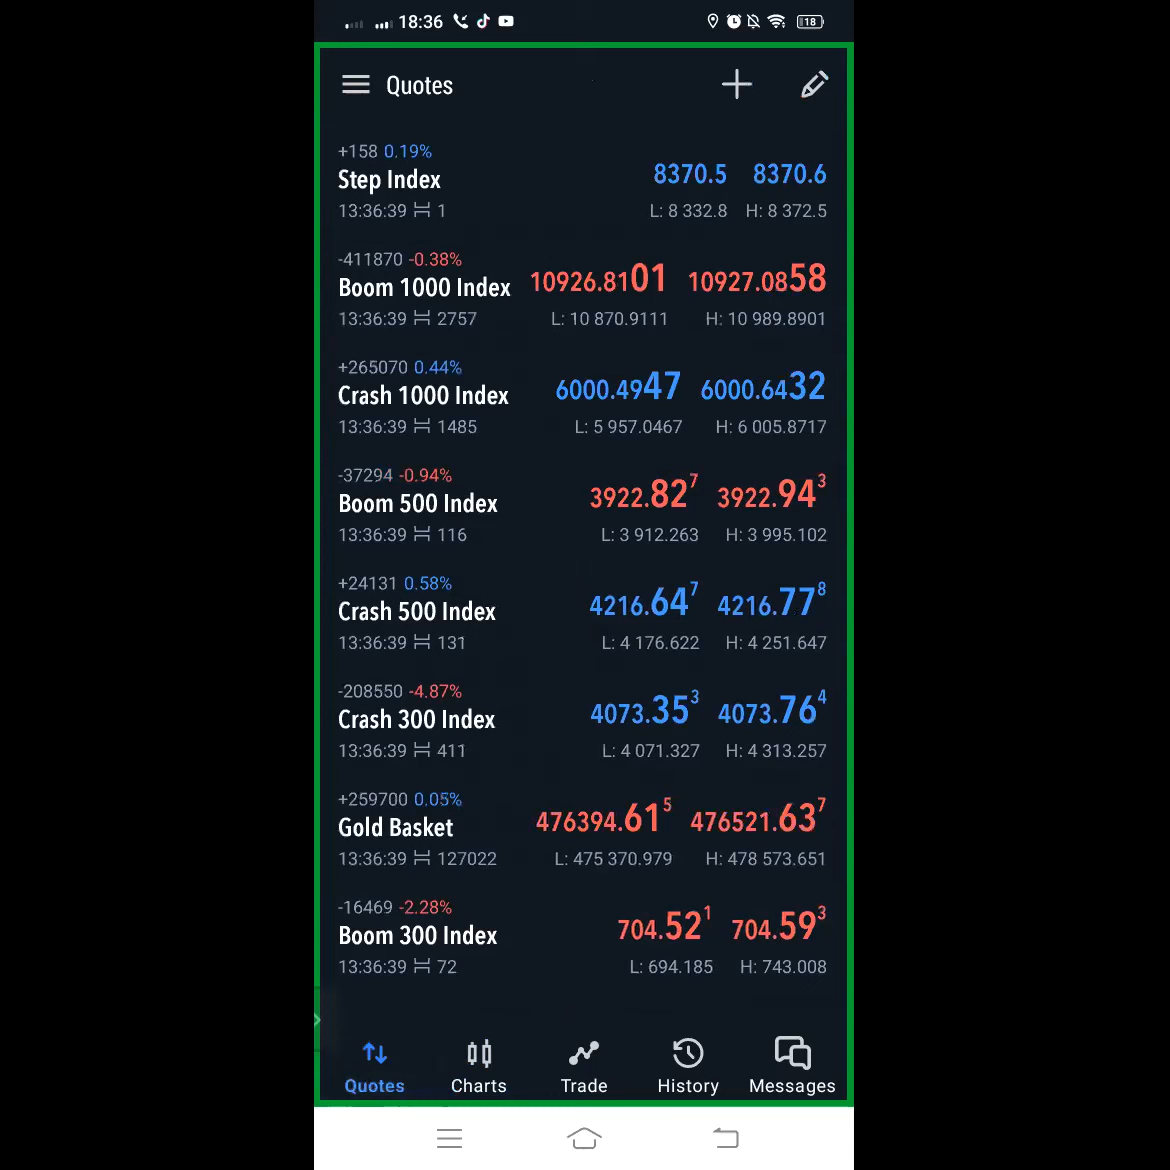 18:36 18
Quotes
+158 0.19%
Step Index 8370.5 8370.6
13:36:39 1 L: 8 332.8 H: 8 372.5
-411870 -0.38%
Boom 1000 Index 10926.8101 10927.0858
13:36:39 2757 L: 10 870.9111 H: 10 989.8901
+265070 0.44%
Crash 1000 Index 6000.4947 6000.6432
13:36:39 1485 L: 5 957.0467 H: 6 005.8717
-37294 -0.94%
Boom 500 Index 3922.827 3922.943
13:36:39 116 L: 3 912.263 H: 3 995.102
+24131 0.58%
Crash 500 Index 4216.647 4216.778
13:36:39 131 L: 4 176.622 H: 4 251.647
-208550 -4.87%
Crash 300 Index 4073.353 4073.764
13:36:39 411 L: 4 071.327 H: 4 313.257
+259700 0.05%
Gold Basket 476394.615 476521.637
13:36:39 127022 L: 475 370.979 H: 478 573.651
-16469 -2.28%
Boom 300 Index 704.521 704.593
13:36:39 72 L: 694.185 H: 743.008
Quotes Charts Trade History Messages